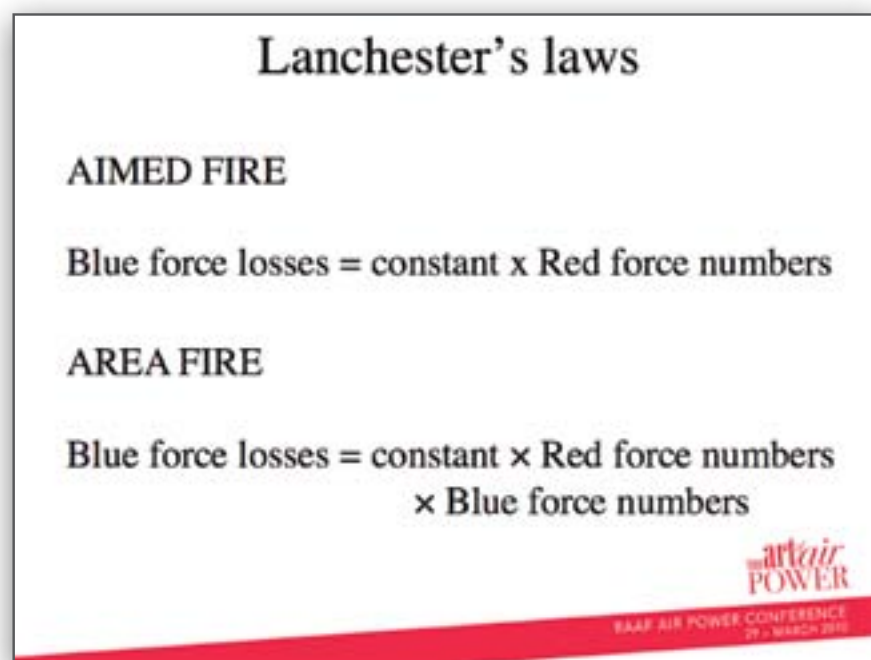 Lanchester's laws
AIMED FIRE
Blue force losses = constant x Red force numbers
AREA FIRE
Blue force losses = constant × Red force numbers
× Blue force numbers
art air
POWER
RAAF AIR POWER CONFERENCE
MARCH